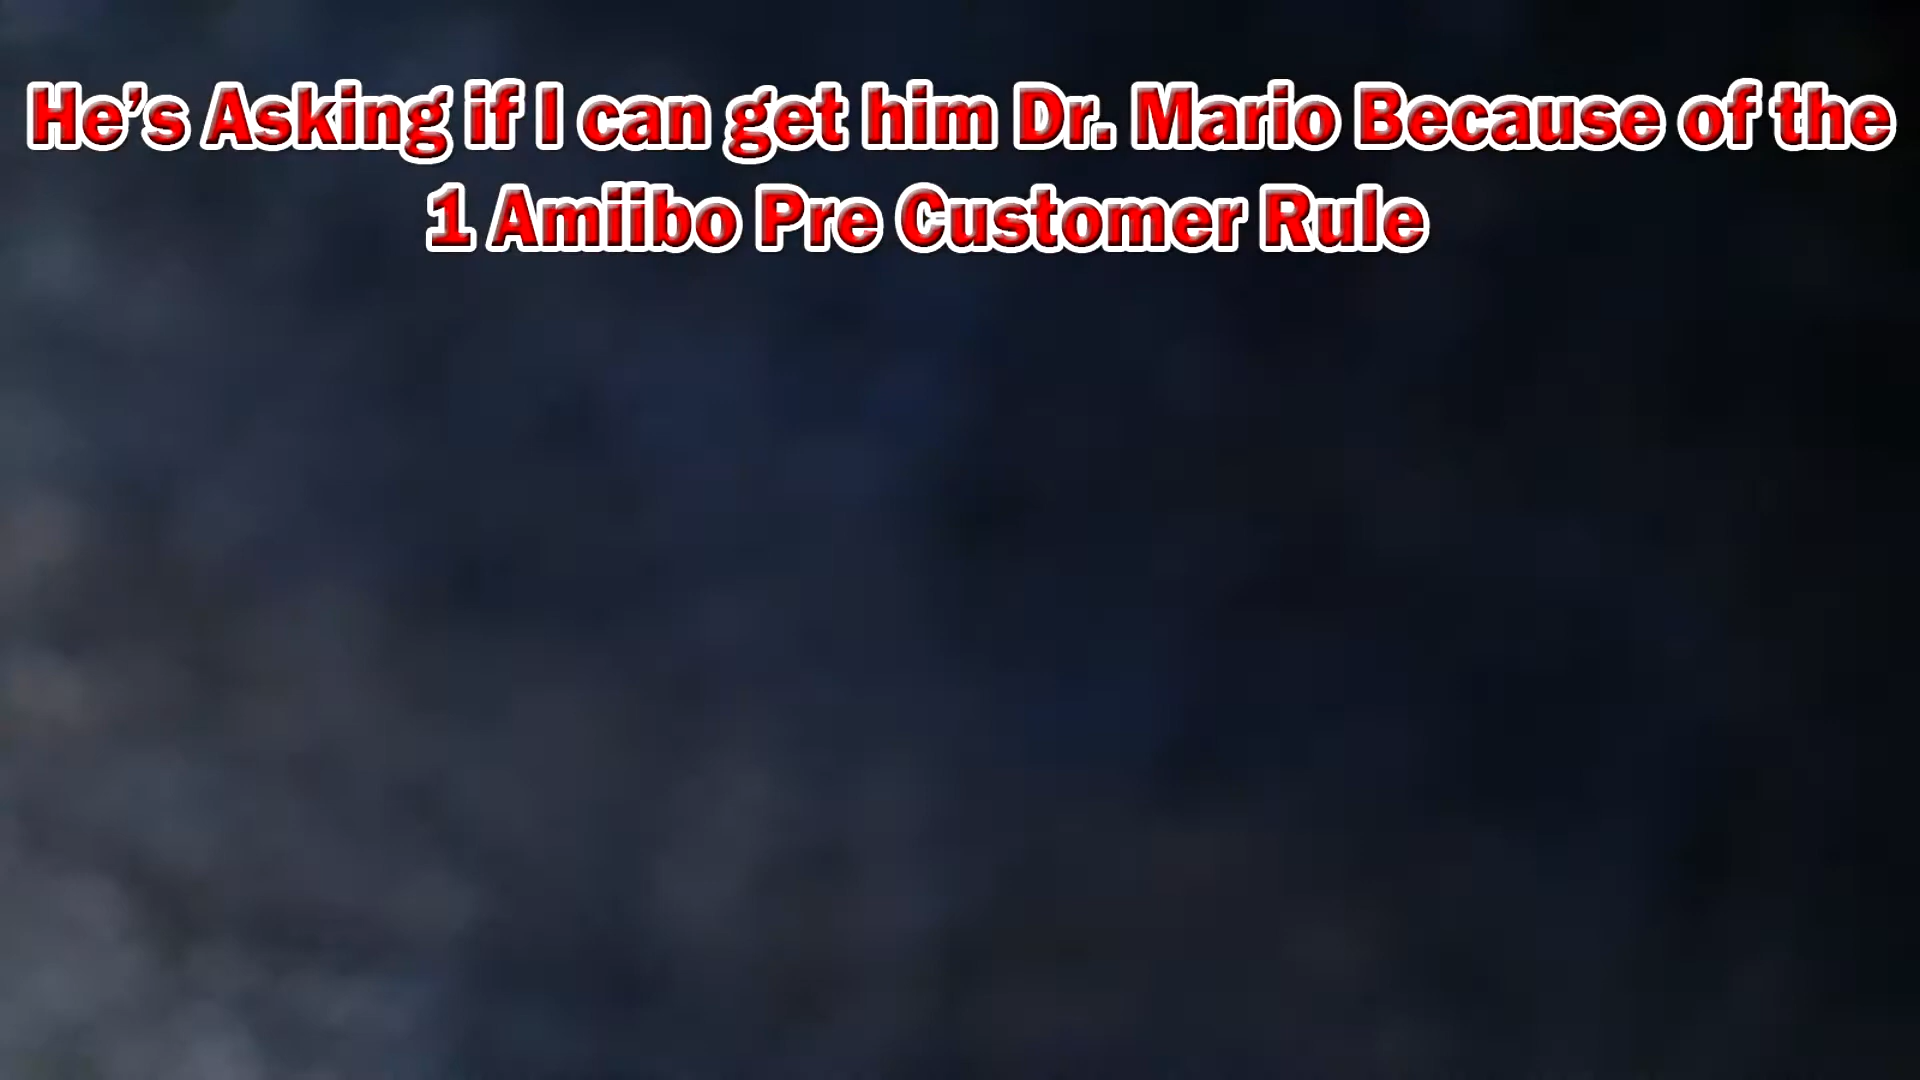 He's Asking if I can get him Dr. Mario Because of the
1 Amiibo Pre Customer Rule